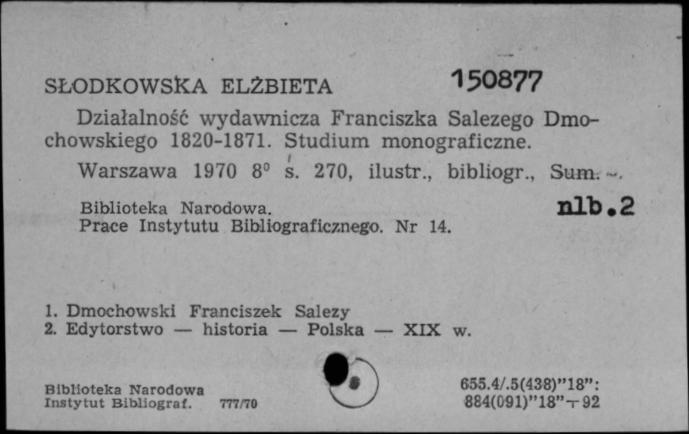 SŁODKOWSKA ELŻBIETA 150877
Działalność wydawnicza Franciszka Salezego Dmo-
chowskiego 1820-1871. Studium monograficzne.
Warszawa 1970 8° s. 270, ilustr., bibliogr., Sum.
nlb.2
Biblioteka Narodowa.
Prace Instytutu Bibliograficznego. Nr 14.
1. Dmochowski Franciszek Salezy
2. Edytorstwo — historia — Polska — XIX w.
Biblioteka Narodowa
Instytut Bibliograf. 777/70
655.4/.5(438)"18":
884(091)"18"—92